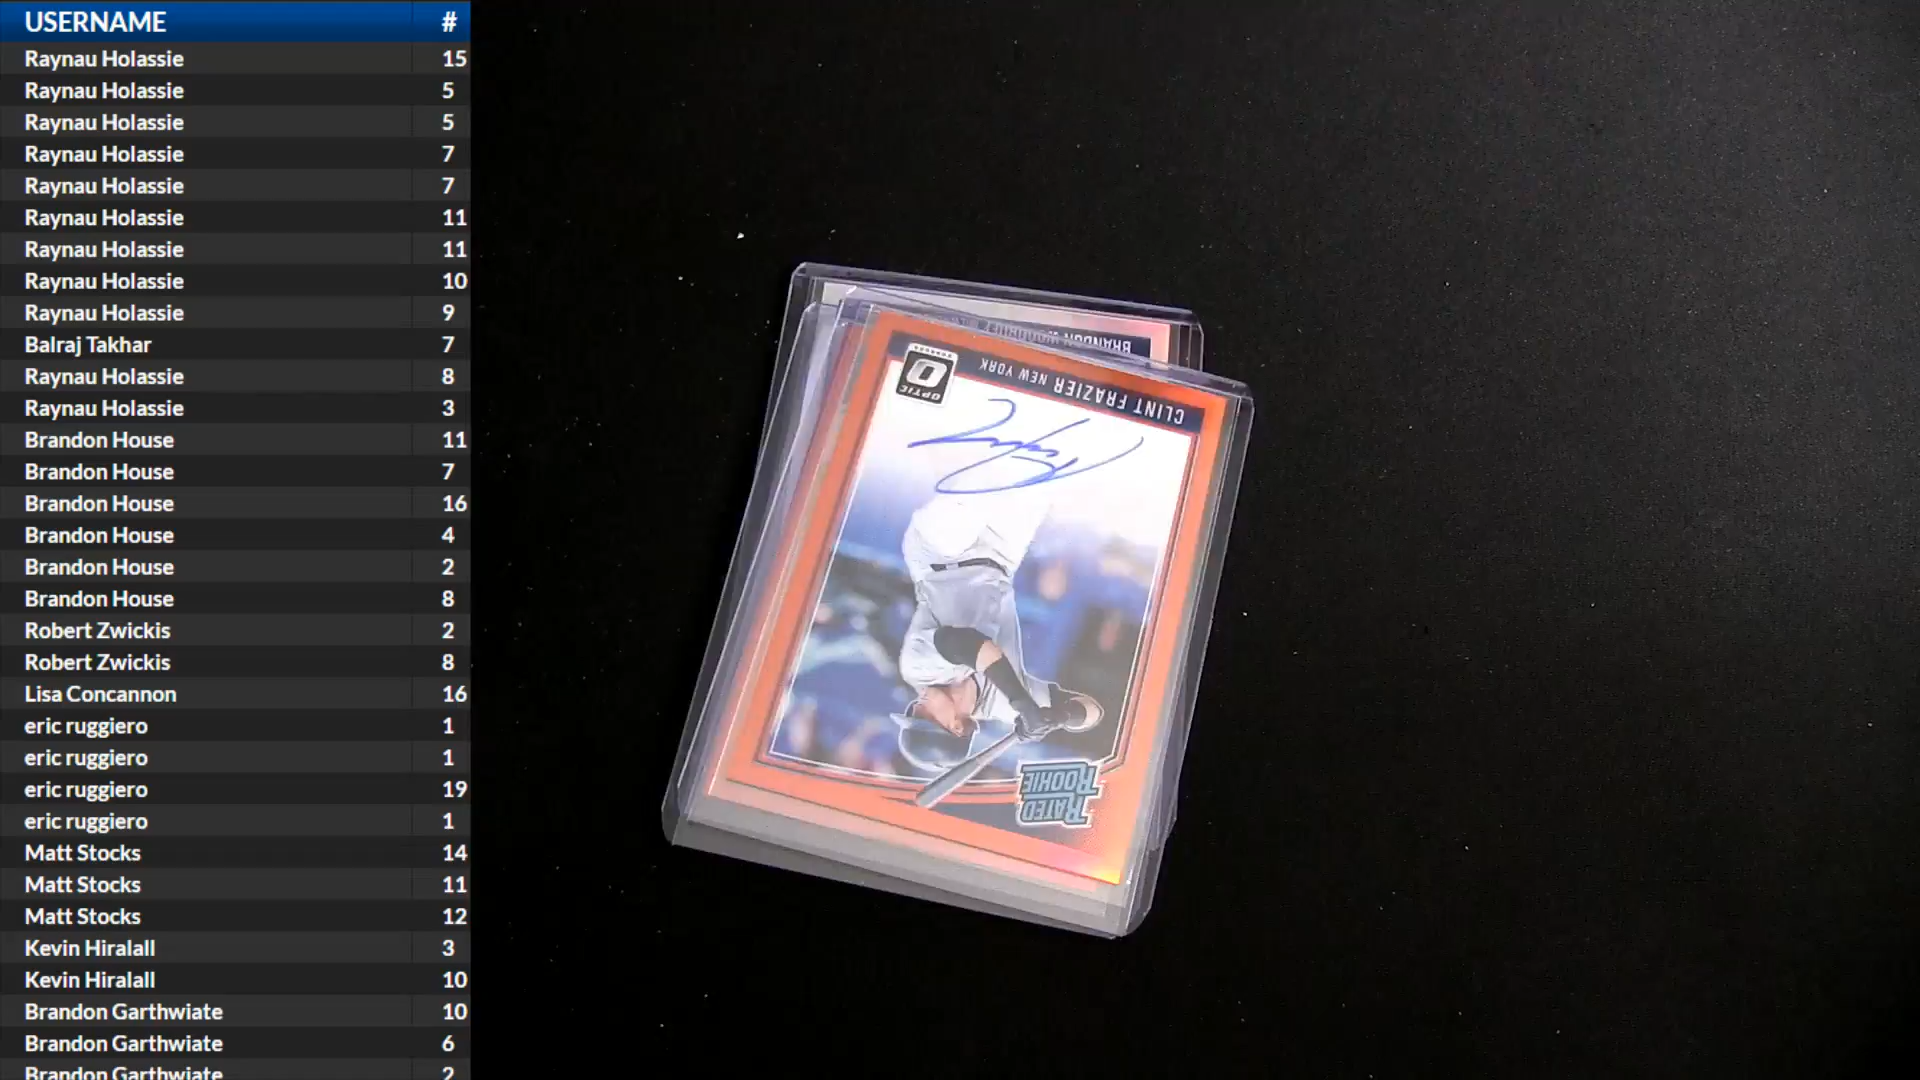 USERNAME #
Raynau Holassie 15
Raynau Holassie 5
Raynau Holassie 5
Raynau Holassie 7
Raynau Holassie 7
Raynau Holassie 11
Raynau Holassie 11
Raynau Holassie 10
Raynau Holassie 9
Balraj Takhar 7
Raynau Holassie 8
Raynau Holassie 3
Brandon House 11
Brandon House 7
Brandon House 16
Brandon House 4
Brandon House 2
Brandon House 8
Robert Zwickis 2
Robert Zwickis 8
Lisa Concannon 16
eric ruggiero 1
eric ruggiero 1
eric ruggiero 19
eric ruggiero 1
Matt Stocks 14
Matt Stocks 11
Matt Stocks 12
Kevin Hiralall 3
Kevin Hiralall 10
Brandon Garthwiate 10
Brandon Garthwiate 6
Brandon Garthwiate 2
BRANDON
CLINT FRAZIER NEW YORK
DONRUSS
OPTIC
RATED
ROOKIE